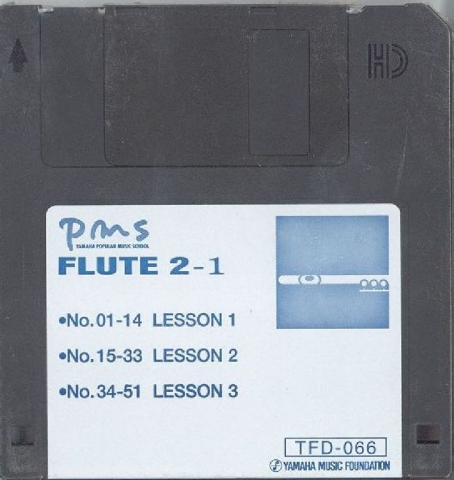 HD
pms
YAMAHA POPULAR MUSIC SCHOOL
FLUTE 2-1
•No.01-14 LESSON 1
•No.15-33 LESSON 2
•No.34-51 LESSON 3
TFD-066
YAMAHA MUSIC FOUNDATION